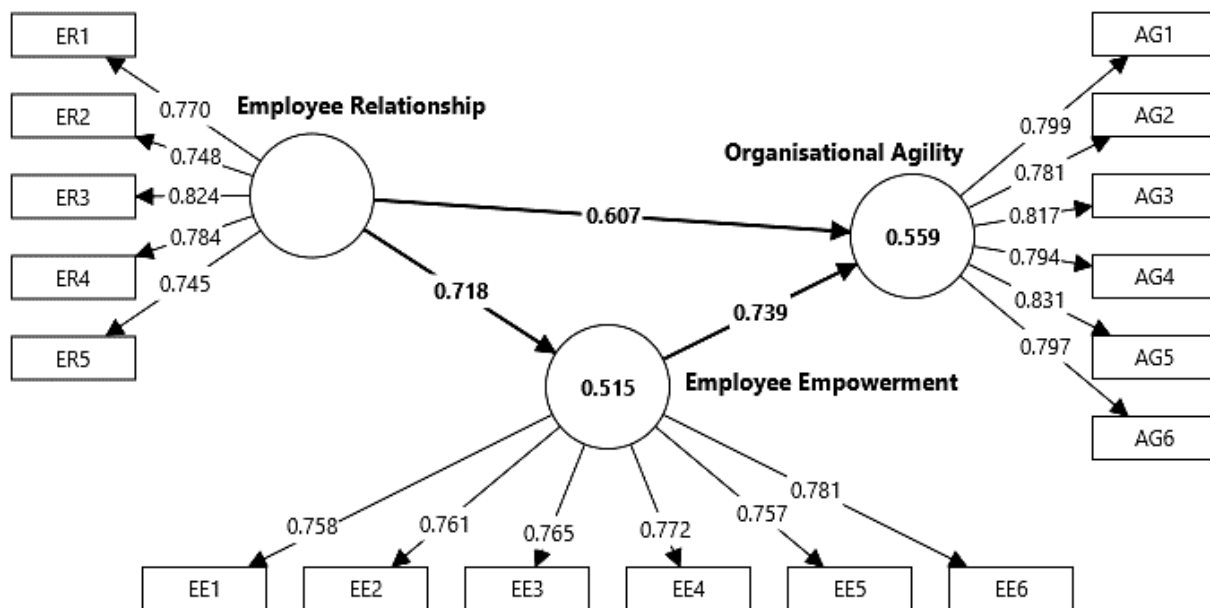 ER1
ER2
ER3
ER4
ER5
0.770
0.748
0.824
0.784
0.745
Employee Relationship
0.607
0.718
Organisational Agility
0.559
0.739
0.515
Employee Empowerment
0.799
0.781
0.817
0.794
0.831
0.797
AG1
AG2
AG3
AG4
AG5
AG6
0.758
0.761
0.765
0.772
0.757
0.781
EE1
EE2
EE3
EE4
EE5
EE6